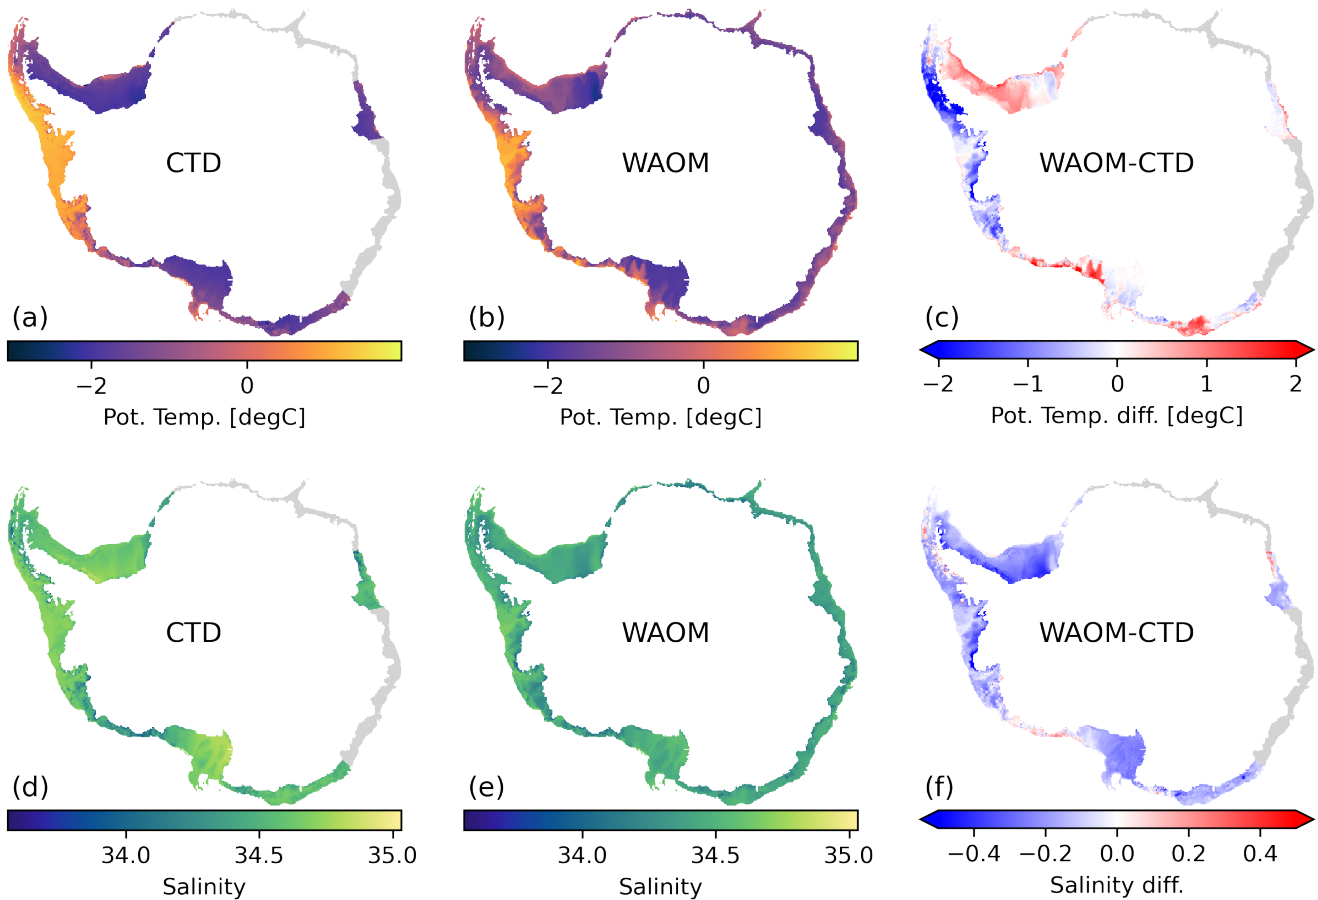 CTD
WAOM
WAOM-CTD
(a)
(b)
(c)
−2
0
−2
0
−2
−1
0
1
2
Pot. Temp. [degC]
Pot. Temp. [degC]
Pot. Temp. diff. [degC]
CTD
WAOM
WAOM-CTD
(d)
(e)
(f)
34.0
34.5
35.0
34.0
34.5
35.0
−0.4
−0.2
0.0
0.2
0.4
Salinity
Salinity
Salinity diff.